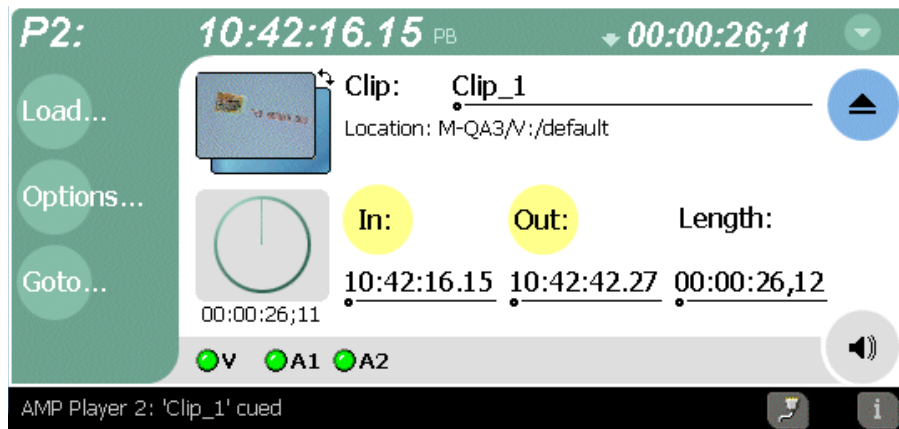 P2: 10:42:16.15 PB 00:00:26;11
Load...
Options...
Goto...
Clip: Clip_1
Location: M-QA3/V:/default
In: Out: Length:
10:42:16.15 10:42:42.27 00:00:26,12
00:00:26;11
V A1 A2
AMP Player 2: 'Clip_1' cued
i